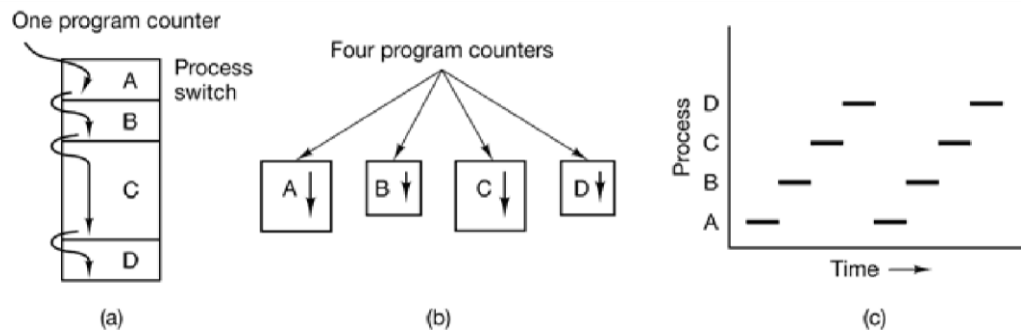 One program counter
Process
switch
A
B
C
D
(a)
Four program counters
A
B
C
D
(b)
Process
D
C
B
A
Time
(c)